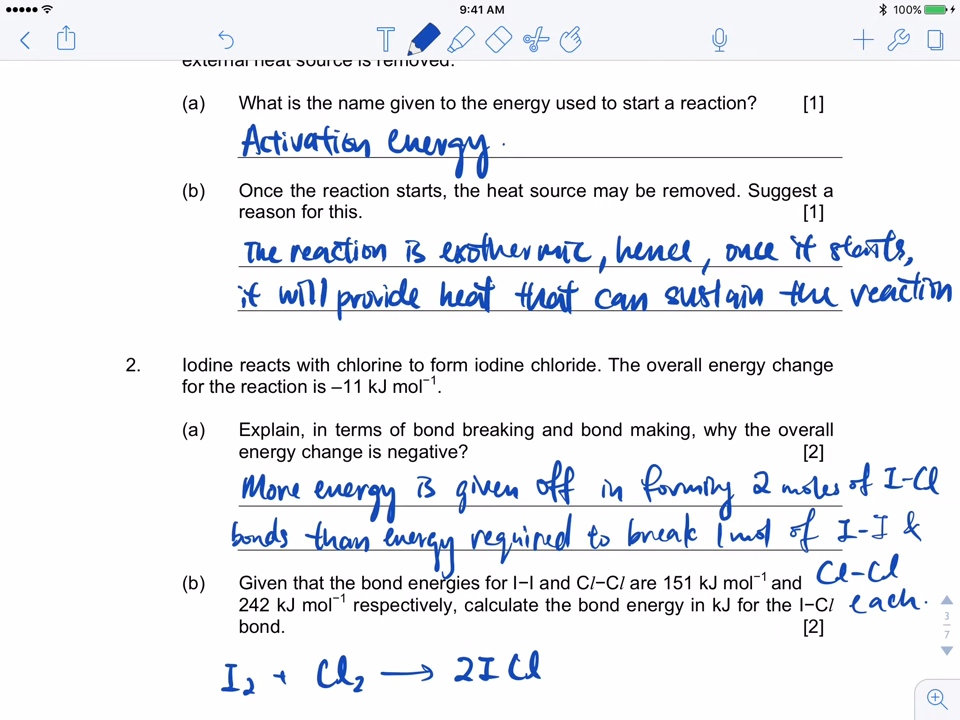 9:41 AM
100%
T
external heat source is removed.
(a) What is the name given to the energy used to start a reaction? [1]
Activation energy.
(b) Once the reaction starts, the heat source may be removed. Suggest a
reason for this. [1]
The reaction is exothermic, hence, once it starts,
it will provide heat that can sustain the reaction
2. Iodine reacts with chlorine to form iodine chloride. The overall energy change
for the reaction is –11 kJ mol⁻¹.
(a) Explain, in terms of bond breaking and bond making, why the overall
energy change is negative? [2]
More energy is given off in forming 2 moles of I-Cl
bonds than energy required to break 1 mol of I-I &
Cl-Cl
each.
(b) Given that the bond energies for I−I and Cl−Cl are 151 kJ mol⁻¹ and
242 kJ mol⁻¹ respectively, calculate the bond energy in kJ for the I−Cl
bond. [2]
I₂ + Cl₂ → 2ICl
3
7